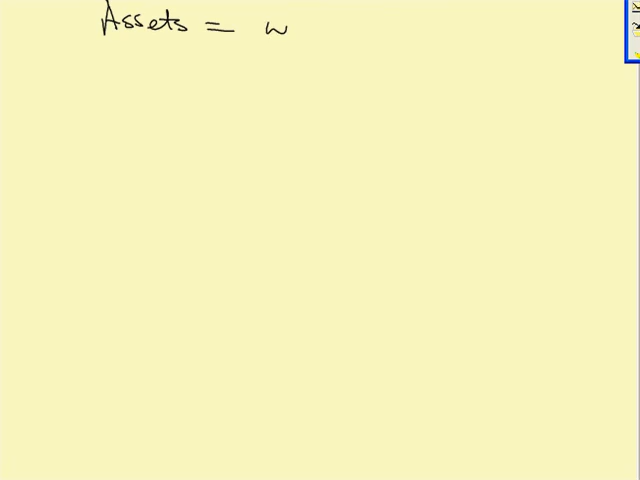 Assets = w